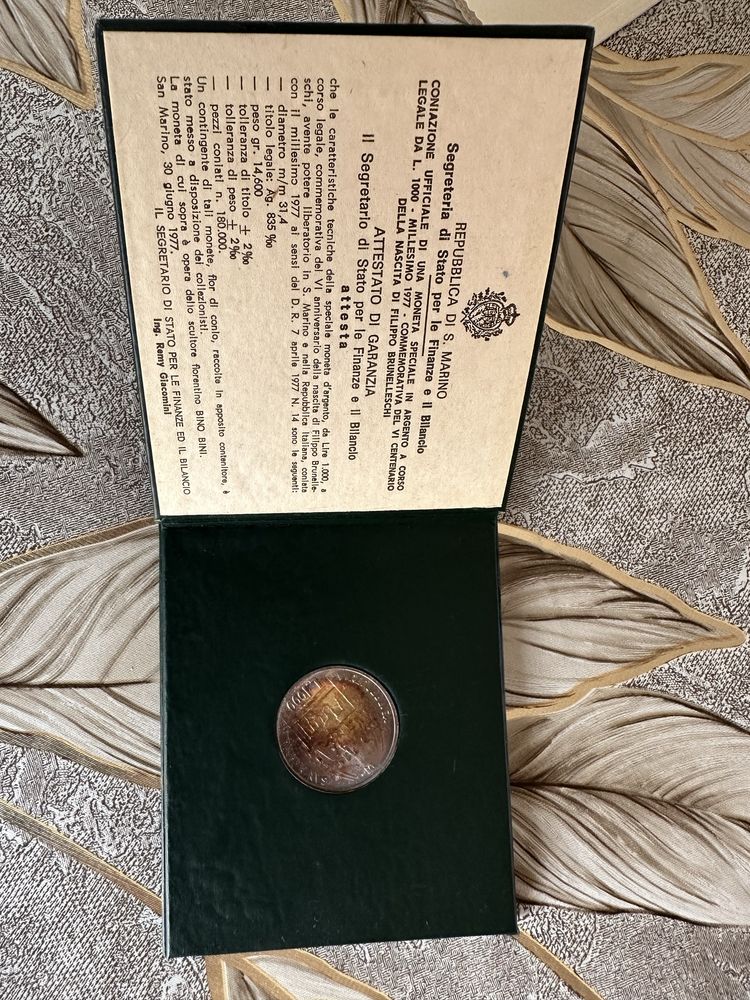 REPUBBLICA DI S. MARINO
Segreteria di Stato per le Finanze e il Bilancio
CONIAZIONE UFFICIALE DI UNA MONETA SPECIALE IN ARGENTO A CORSO
LEGALE DA L. 1000 - MILLESIMO 1977 - COMMEMORATIVA DEL VI CENTENARIO
DELLA NASCITA DI FILIPPO BRUNELLESCHI
ATTESTATO DI GARANZIA
Il Segretario di Stato per le Finanze e il Bilancio
attesta
che le caratteristiche tecniche della speciale moneta d'argento, da Lire 1.000, a
corso legale, commemorativa del VI anniversario della nascita di Filippo Brunelle-
schi, avente potere liberatorio in S. Marino e nella Repubblica Italiana, coniata
con il millesimo 1977 ai sensi del D. R. 7 aprile 1977 N. 14 sono le seguenti:
— diametro m/m 31,4
— titolo legale: Ag. 835 ‰
— peso gr. 14,600
— tolleranza di titolo ± 2‰
— tolleranza di peso ± 2‰
— pezzi coniati n. 180.000.
Un contingente di tali monete, fior di conio, raccolte in apposito contenitore, è
stato messo a disposizione dei collezionisti.
La moneta di cui sopra è opera dello scultore fiorentino BINO BINI.
San Marino, 30 giugno 1977.
IL SEGRETARIO DI STATO PER LE FINANZE ED IL BILANCIO
Ing. Remy Giacomini